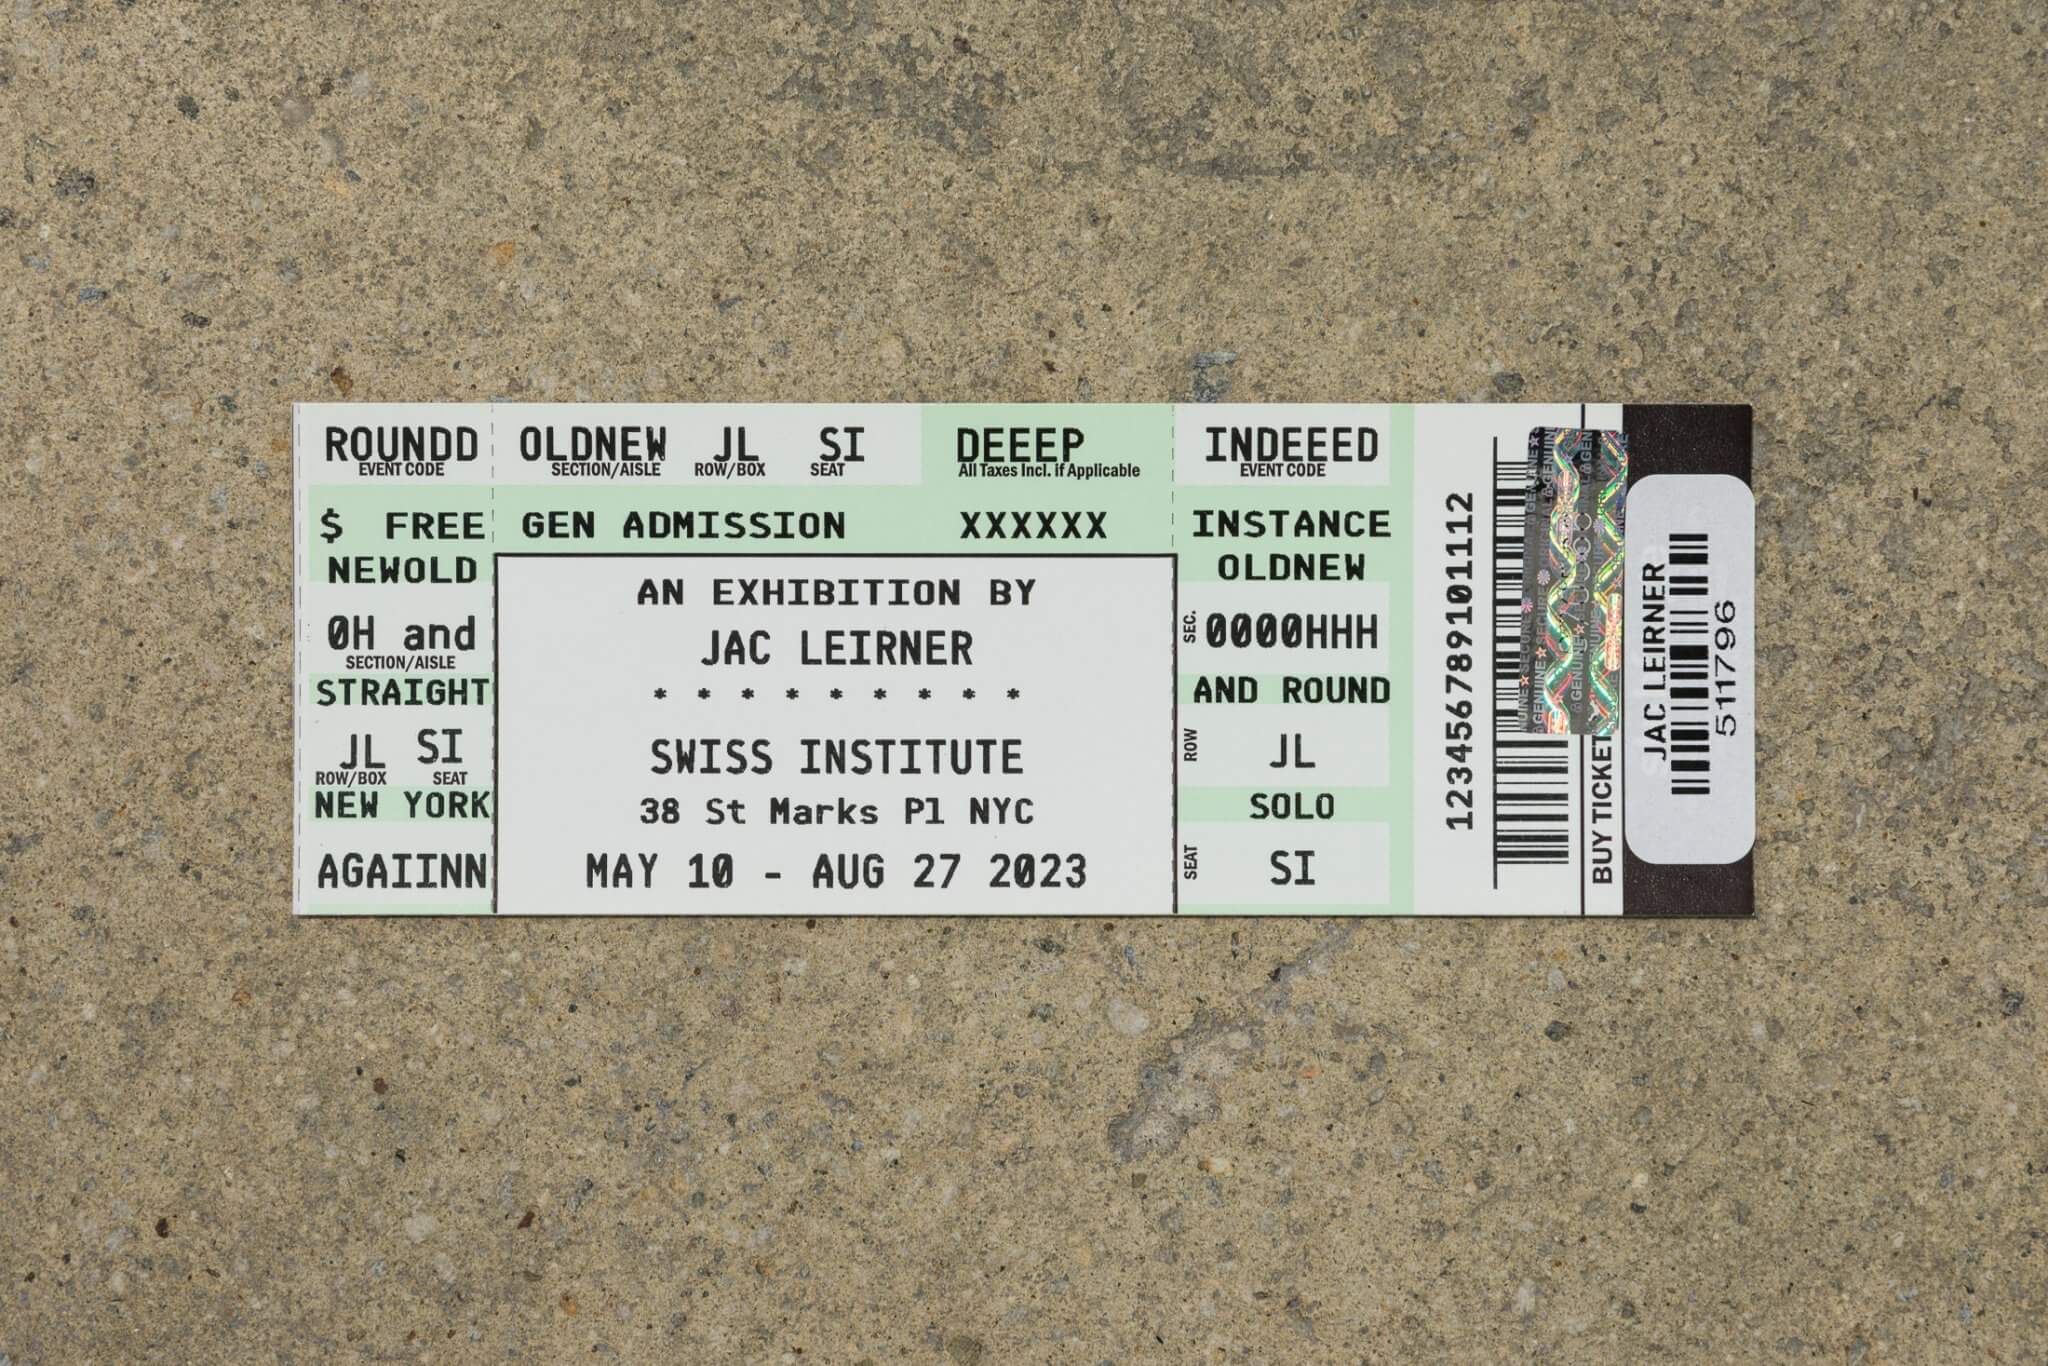 ROUNDD
EVENT CODE
$ FREE
NEWOLD
0H and
SECTION/AISLE
STRAIGHT
JL SI
ROW/BOX SEAT
NEW YORK
AGAIINN
OLDNEW JL SI DEEEP
SECTION/AISLE ROW/BOX SEAT All Taxes Incl. if Applicable
GEN ADMISSION XXXXXX
AN EXHIBITION BY
JAC LEIRNER
* * * * * * * * *
SWISS INSTITUTE
38 St Marks Pl NYC
MAY 10 - AUG 27 2023
INDEEED
EVENT CODE
INSTANCE
OLDNEW
SEC. 0000HHH
AND ROUND
ROW JL
SOLO
SEAT SI
123456789101112
BUY TICKET
JAC LEIRNER
511796